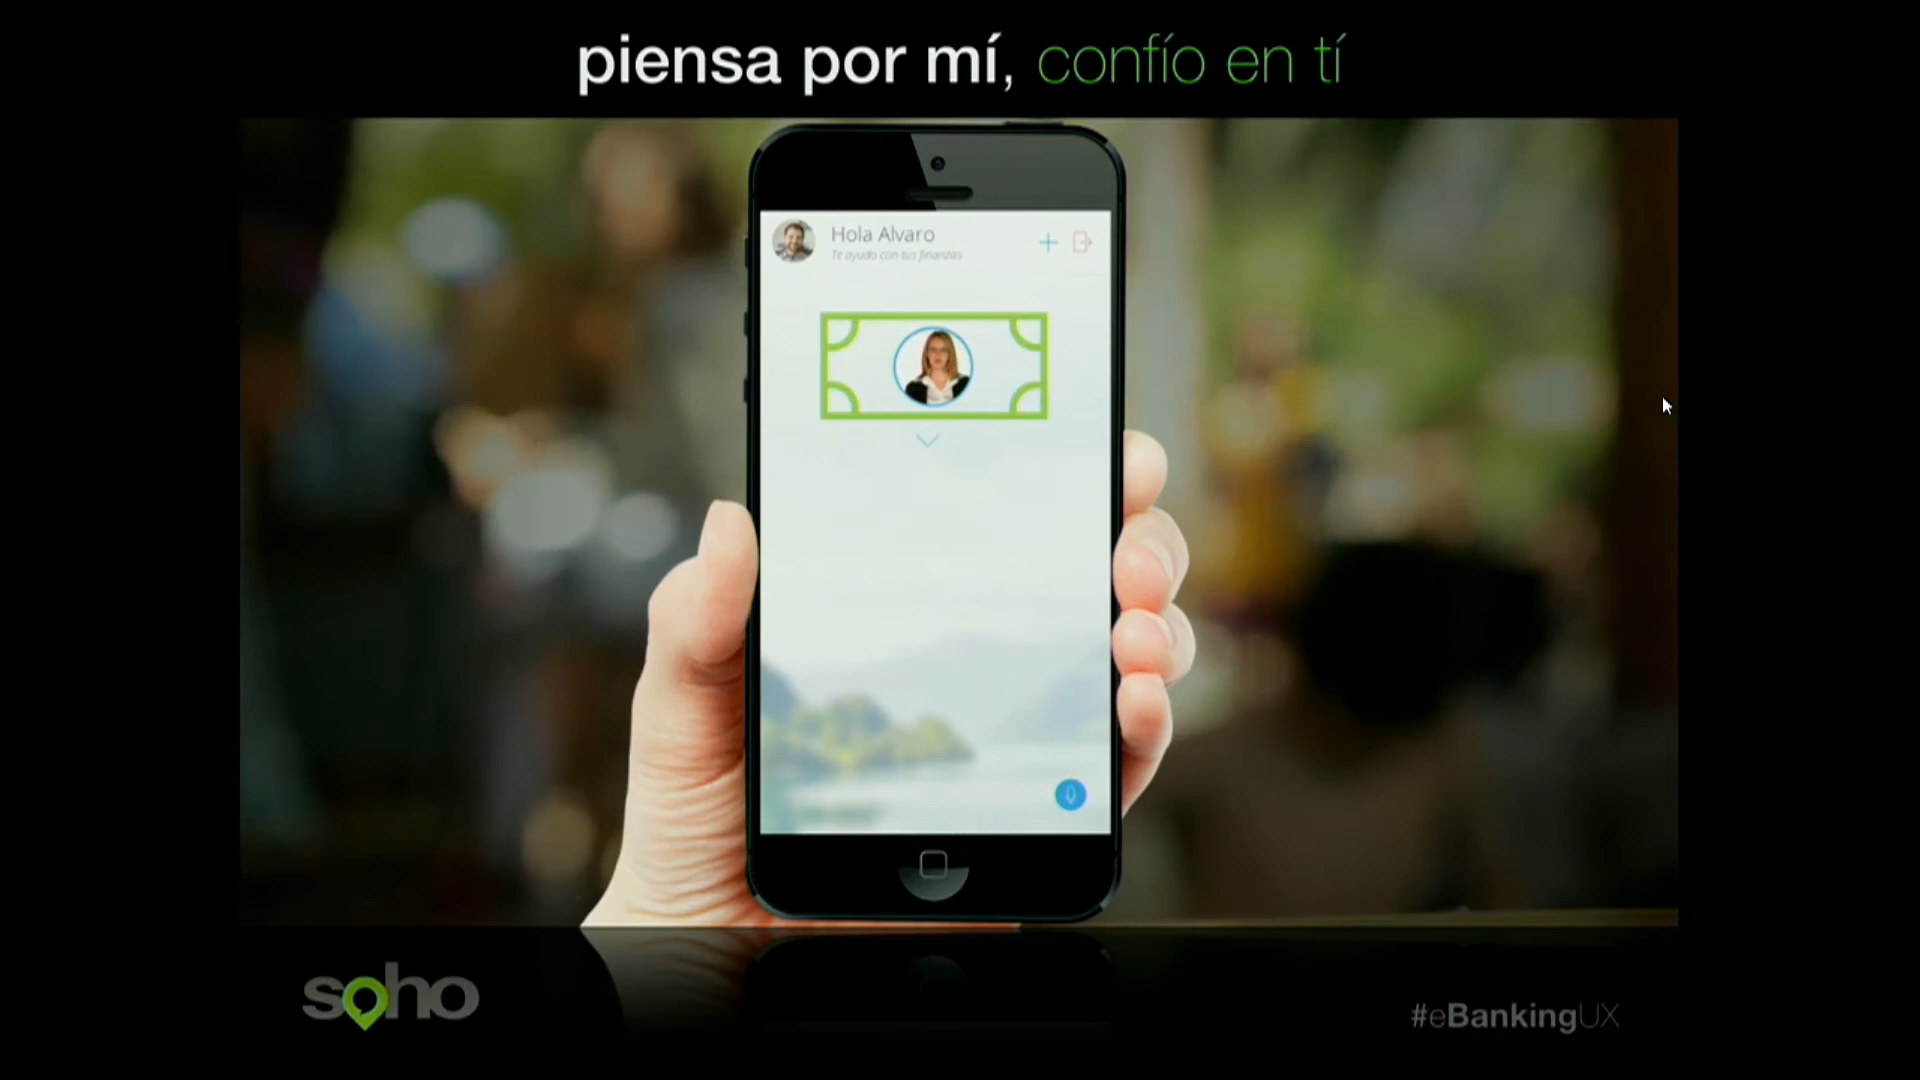 piensa por mí, confío en tí
Hola Alvaro
Te ayudo con tus finanzas
soho
#eBankingUX